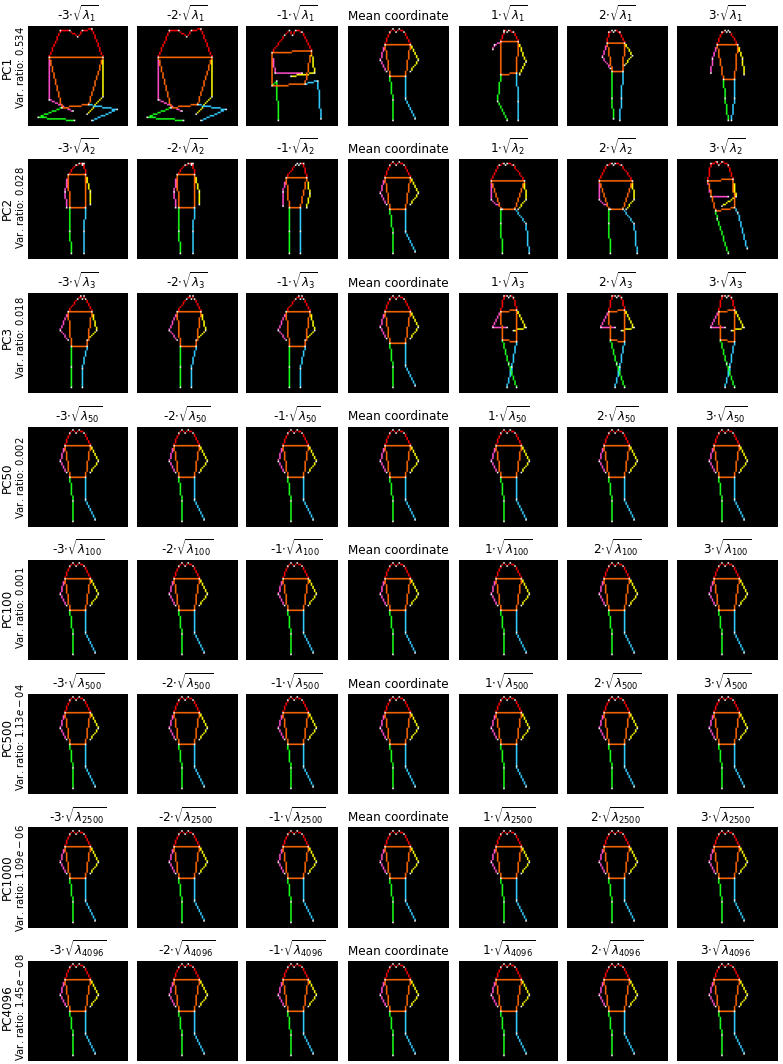 -3·√λ1 -2·√λ1 -1·√λ1 Mean coordinate 1·√λ1 2·√λ1 3·√λ1
PC1
Var. ratio: 0.534
-3·√λ2 -2·√λ2 -1·√λ2 Mean coordinate 1·√λ2 2·√λ2 3·√λ2
PC2
Var. ratio: 0.028
-3·√λ3 -2·√λ3 -1·√λ3 Mean coordinate 1·√λ3 2·√λ3 3·√λ3
PC3
Var. ratio: 0.018
-3·√λ50 -2·√λ50 -1·√λ50 Mean coordinate 1·√λ50 2·√λ50 3·√λ50
PC50
Var. ratio: 0.002
-3·√λ100 -2·√λ100 -1·√λ100 Mean coordinate 1·√λ100 2·√λ100 3·√λ100
PC100
Var. ratio: 0.001
-3·√λ500 -2·√λ500 -1·√λ500 Mean coordinate 1·√λ500 2·√λ500 3·√λ500
PC500
Var. ratio: 1.13e−04
-3·√λ2500 -2·√λ2500 -1·√λ2500 Mean coordinate 1·√λ2500 2·√λ2500 3·√λ2500
PC1000
Var. ratio: 1.09e−06
-3·√λ4096 -2·√λ4096 -1·√λ4096 Mean coordinate 1·√λ4096 2·√λ4096 3·√λ4096
PC4096
Var. ratio: 1.45e−08